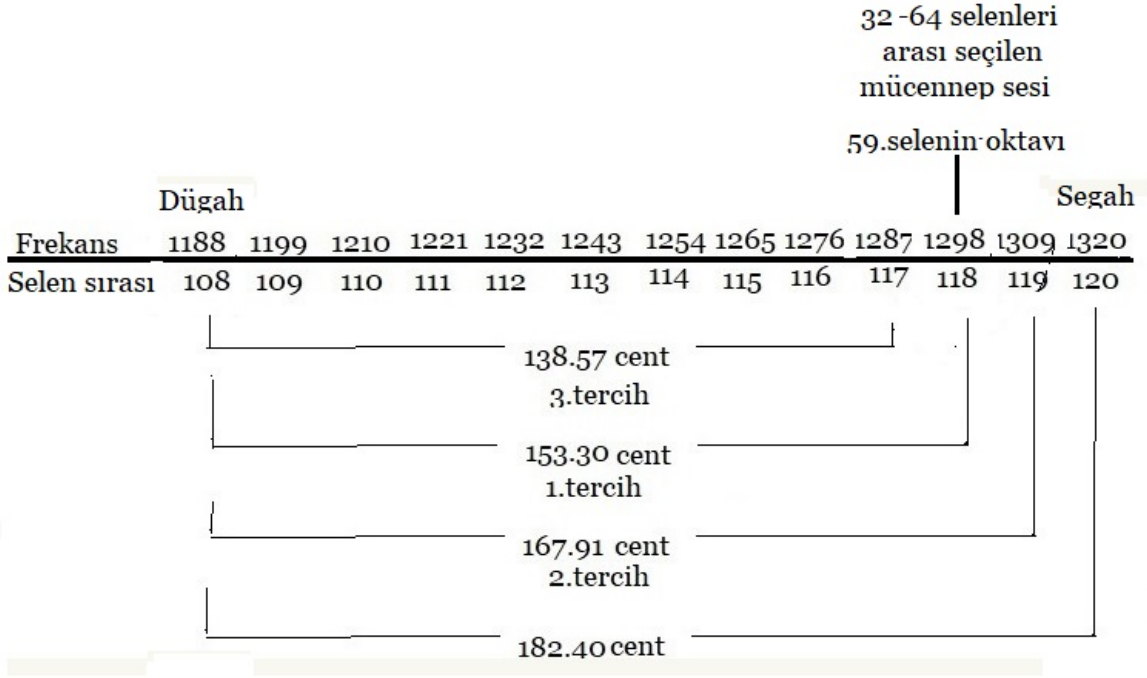 32 -64 selenleri
arası seçilen
mücennep sesi
59.selenin oktavı
Dügah Segah
Frekans 1188 1199 1210 1221 1232 1243 1254 1265 1276 1287 1298 1309 1320
Selen sırası 108 109 110 111 112 113 114 115 116 117 118 119 120
138.57 cent
3.tercih
153.30 cent
1.tercih
167.91 cent
2.tercih
182.40 cent